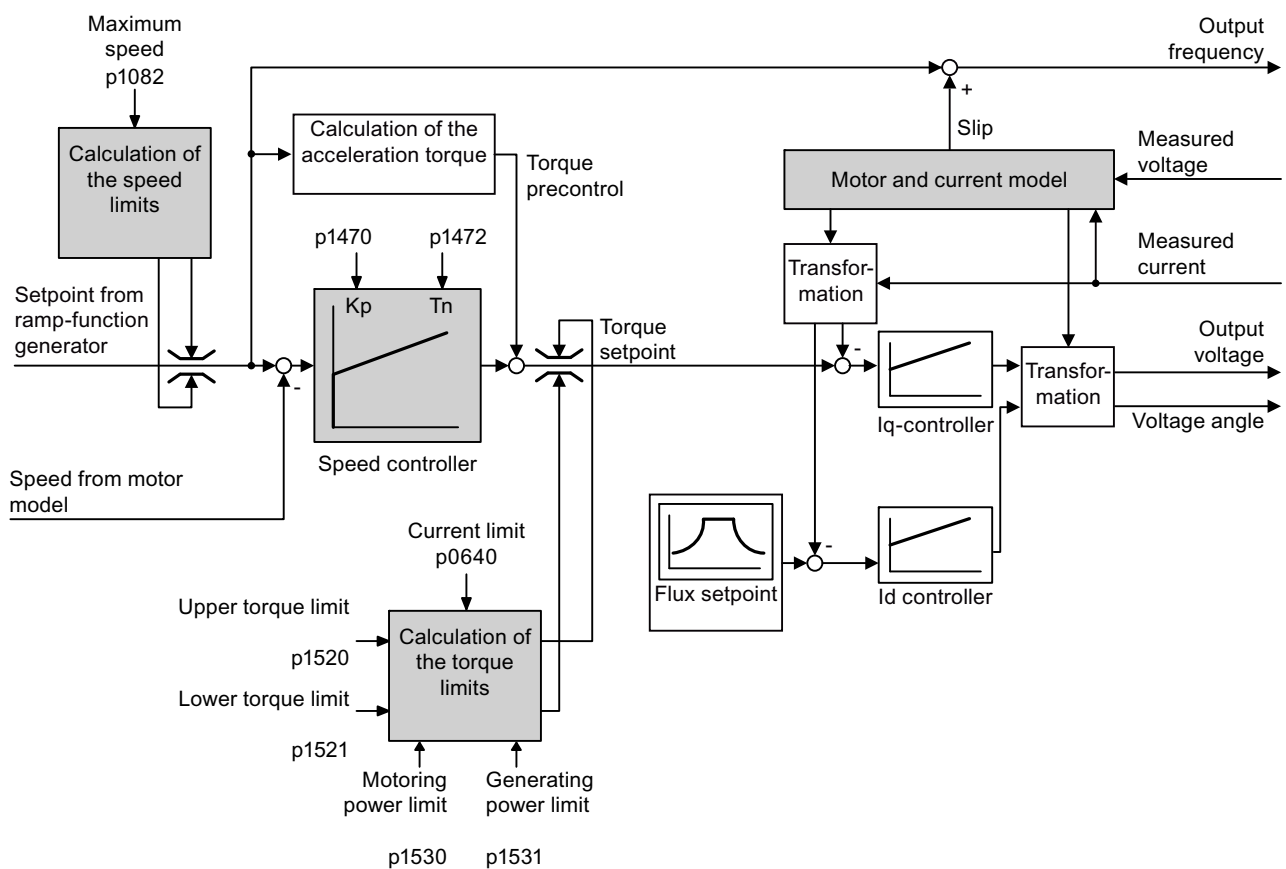 Maximum
speed
p1082
Output
frequency
+
Slip
Calculation of
the speed
limits
Calculation of the
acceleration torque
Torque
precontrol
Motor and current model
Measured
voltage
p1470
p1472
Measured
current
Transfor-
mation
Setpoint from
ramp-function
generator
Kp
Tn
Torque
setpoint
-
-
Output
voltage
Transfor-
mation
Iq-controller
Voltage angle
Speed controller
Speed from motor
model
Current limit
p0640
-
Flux setpoint
Id controller
Upper torque limit
p1520
Calculation of
the torque
limits
Lower torque limit
p1521
Motoring
power limit
p1530
Generating
power limit
p1531